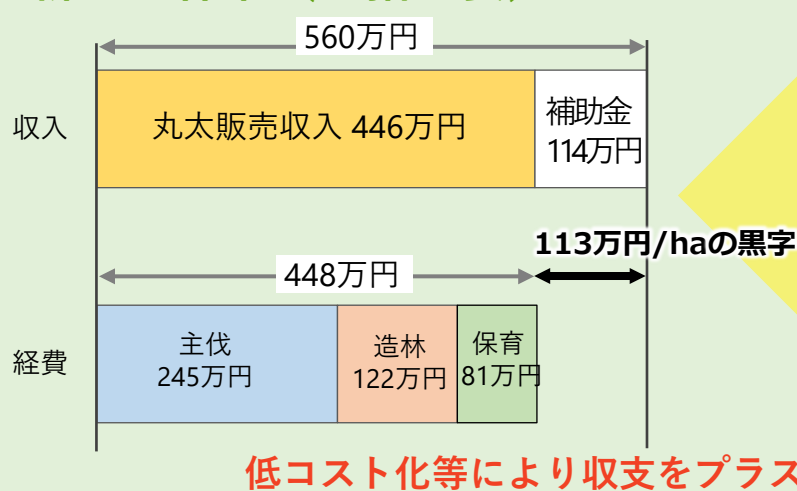 560万円
収入
丸太販売収入 446万円
補助金
114万円
113万円/haの黒字
448万円
経費
主伐
245万円
造林
122万円
保育
81万円
低コスト化等により収支をプラス